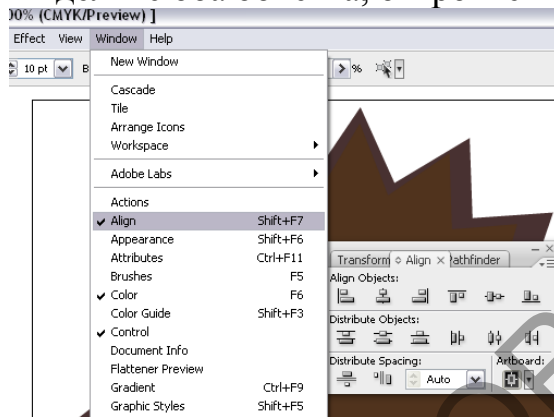 00% (CMYK/Preview) ]
Effect View Window Help
10 pt B %
New Window
Cascade
Tile
Arrange Icons
Workspace
Adobe Labs
Actions
Align Shift+F7
Appearance Shift+F6
Attributes Ctrl+F11
Brushes F5
Color F6
Color Guide Shift+F3
Control
Document Info
Flattener Preview
Gradient Ctrl+F9
Graphic Styles Shift+F5
Transform Align Pathfinder
Align Objects:
Distribute Objects:
Distribute Spacing: Artboard:
Auto